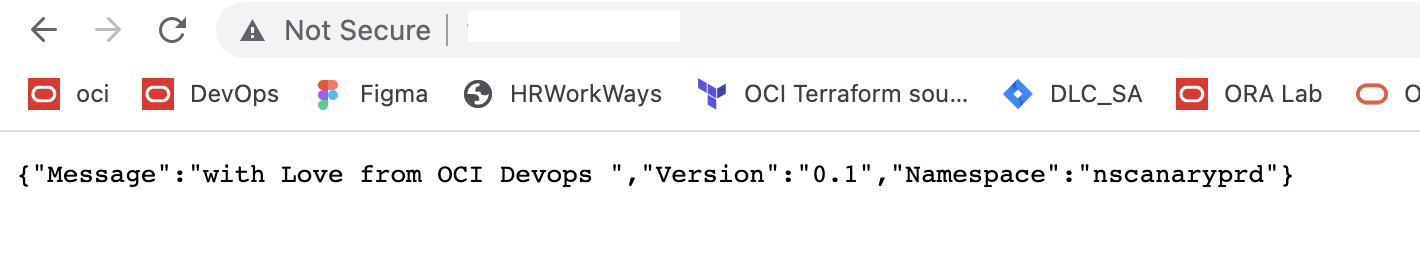 Not Secure
oci DevOps Figma HRWorkWays OCI Terraform sou... DLC_SA ORA Lab O
{"Message":"with Love from OCI Devops ","Version":"0.1","Namespace":"nscanaryprd"}